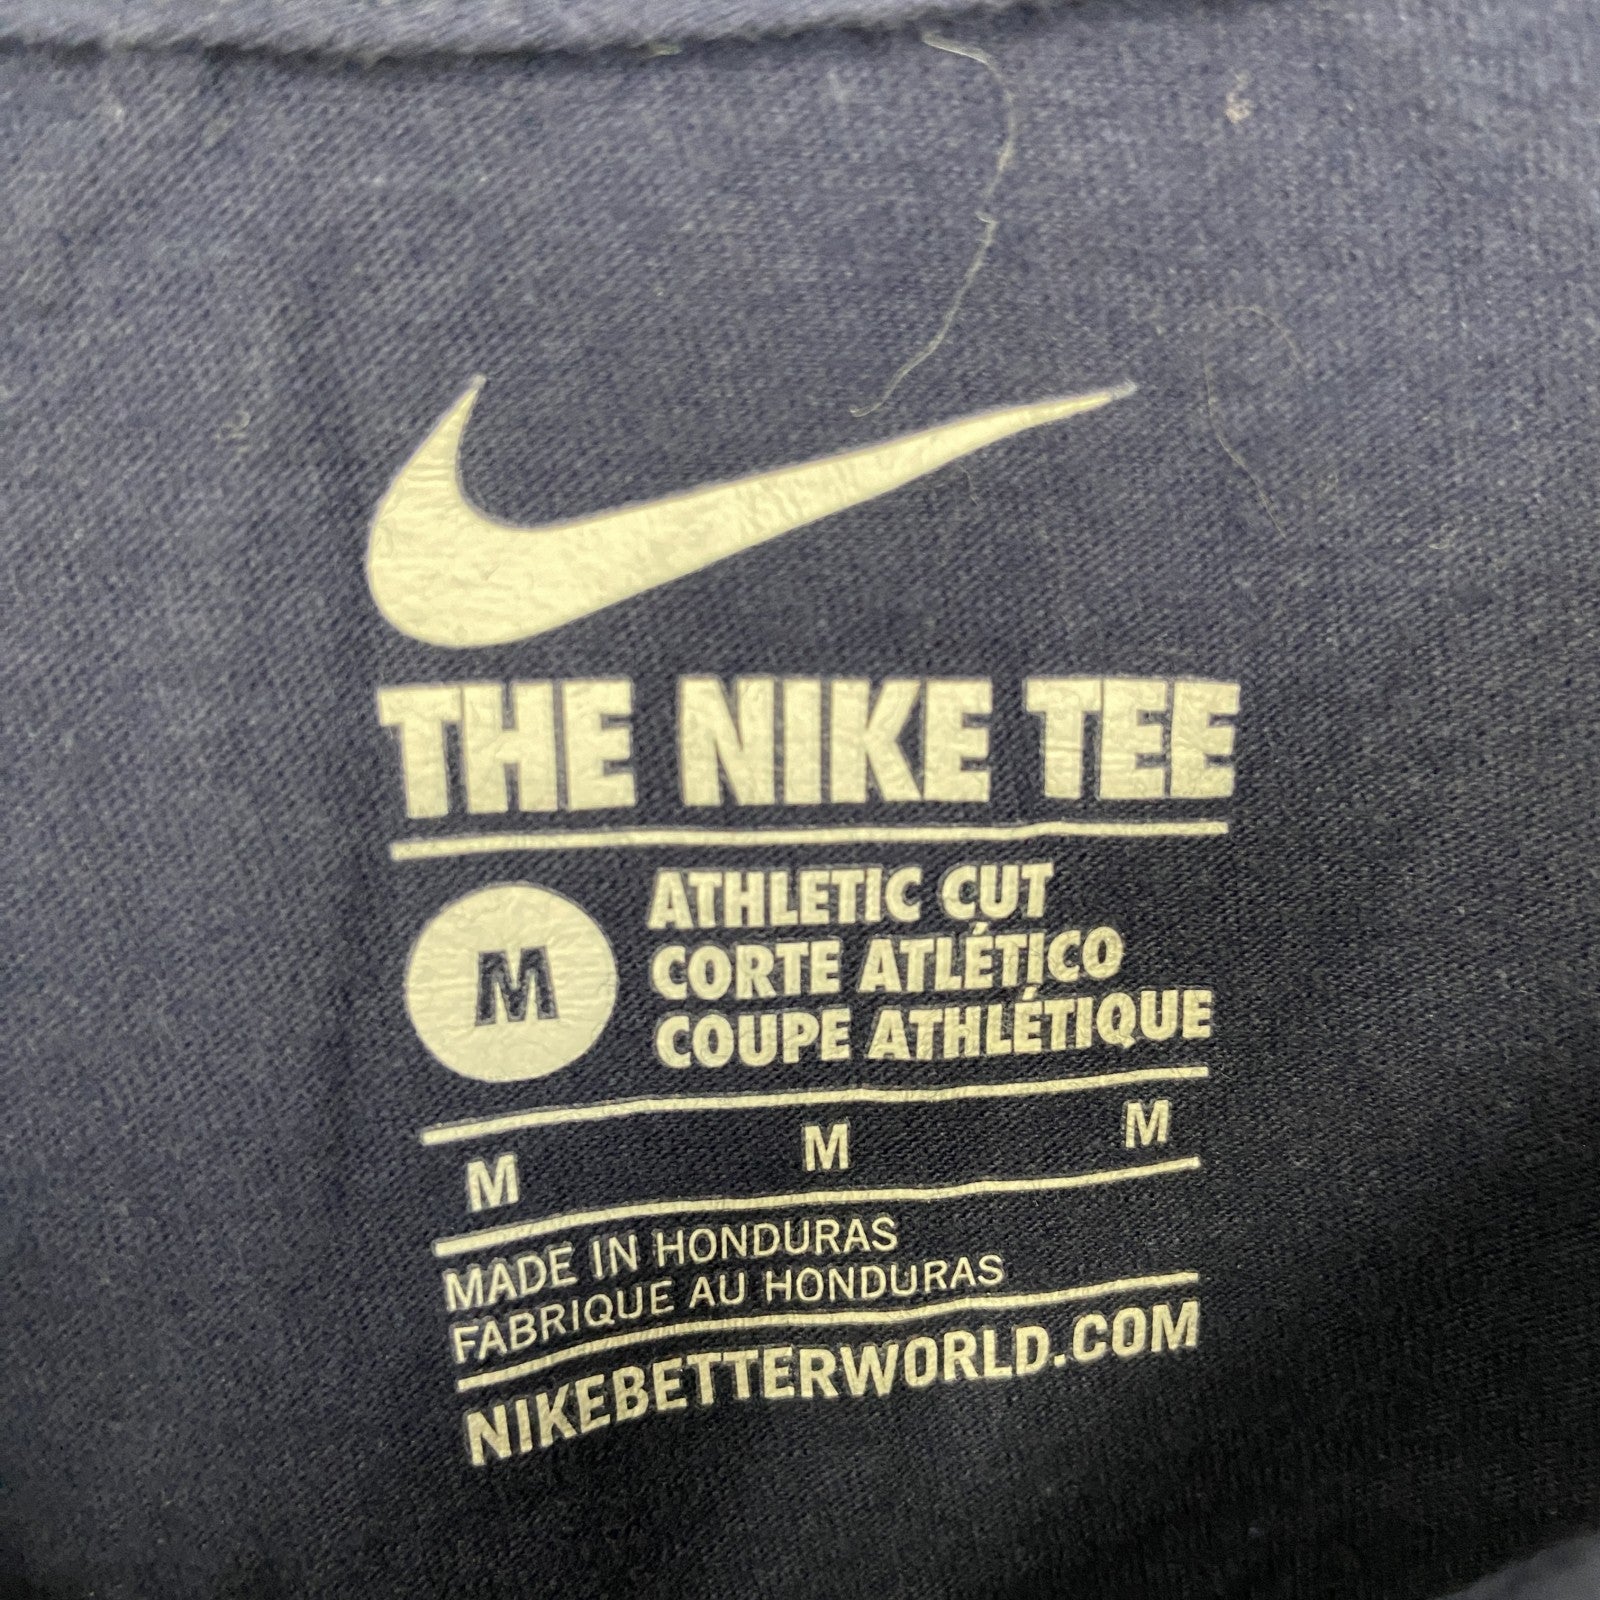 THE NIKE TEE
M
ATHLETIC CUT
CORTE ATLÉTICO
COUPE ATHLÉTIQUE
M M M
MADE IN HONDURAS
FABRIQUE AU HONDURAS
NIKEBETTERWORLD.COM